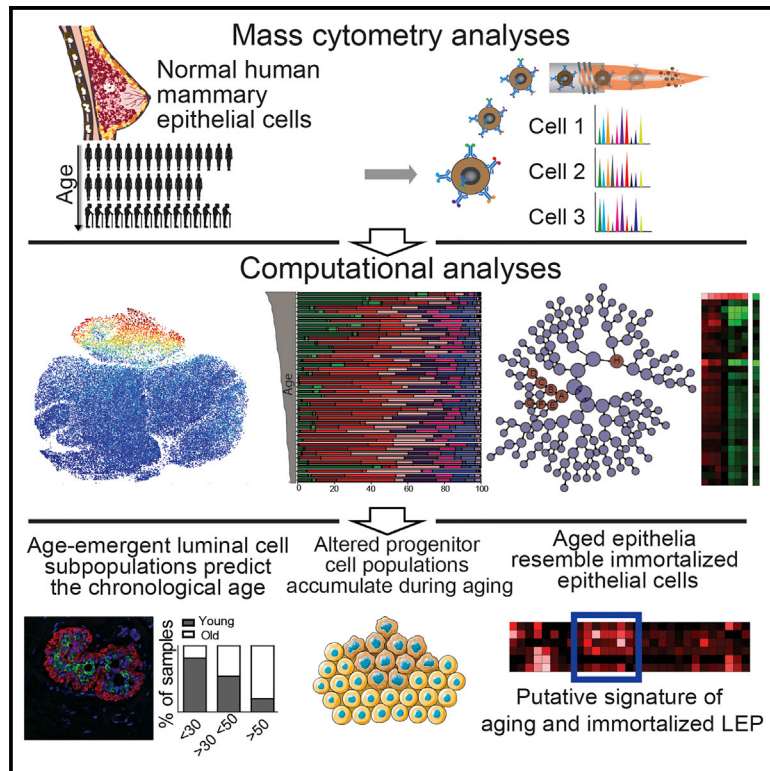 Mass cytometry analyses
Normal human
mammary
epithelial cells
Age
Cell 1
Cell 2
Cell 3
Computational analyses
Age
0 20 40 60 80 100
H
D
C
B
A
G
F
E
Age-emergent luminal cell
subpopulations predict
the chronological age
Altered progenitor
cell populations
accumulate during aging
Aged epithelia
resemble immortalized
epithelial cells
Young
Old
% of samples
<30
>30 <50
>50
Putative signature of
aging and immortalized LEP